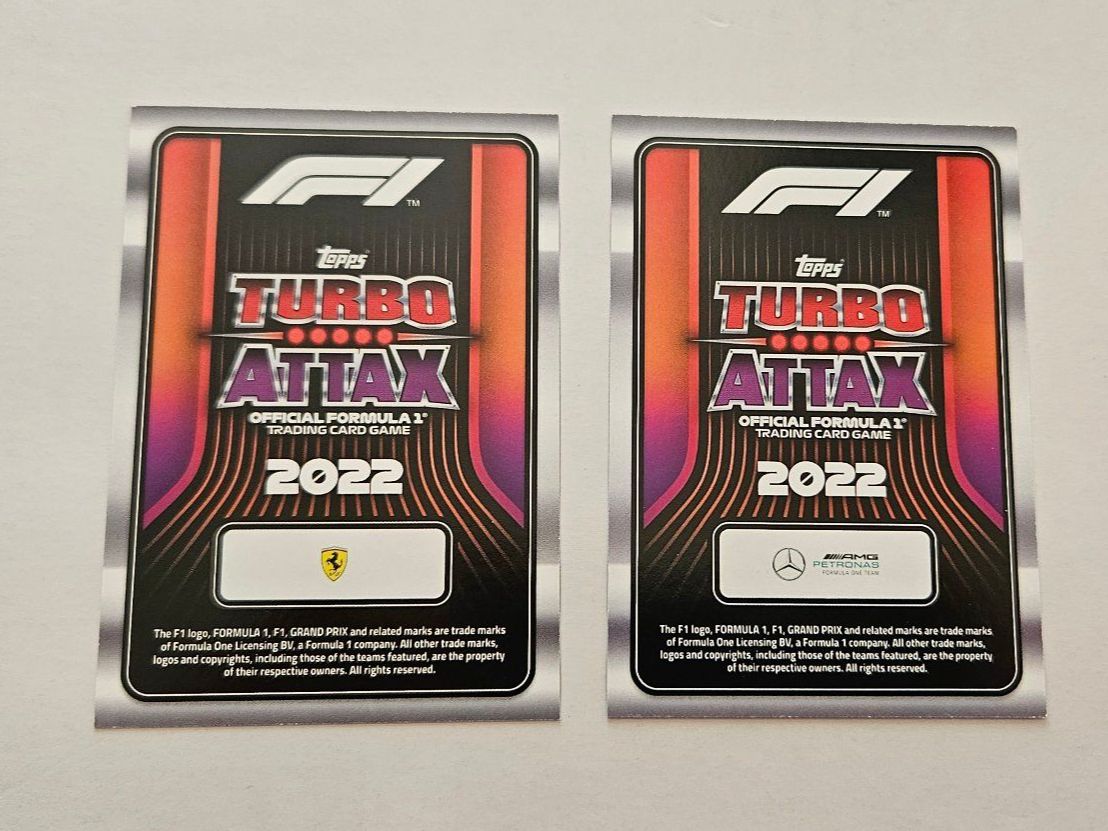 F1
TM
Topps
TURBO
ATTAX
OFFICIAL FORMULA 1®
TRADING CARD GAME
2022
The F1 logo, FORMULA 1, F1, GRAND PRIX and related marks are trade marks
of Formula One Licensing BV, a Formula 1 company. All other trade marks,
logos and copyrights, including those of the teams featured, are the property
of their respective owners. All rights reserved.
F1
TM
Topps
TURBO
ATTAX
OFFICIAL FORMULA 1®
TRADING CARD GAME
2022
AMG
PETRONAS
FORMULA ONE TEAM
The F1 logo, FORMULA 1, F1, GRAND PRIX and related marks are trade marks
of Formula One Licensing BV, a Formula 1 company. All other trade marks,
logos and copyrights, including those of the teams featured, are the property
of their respective owners. All rights reserved.